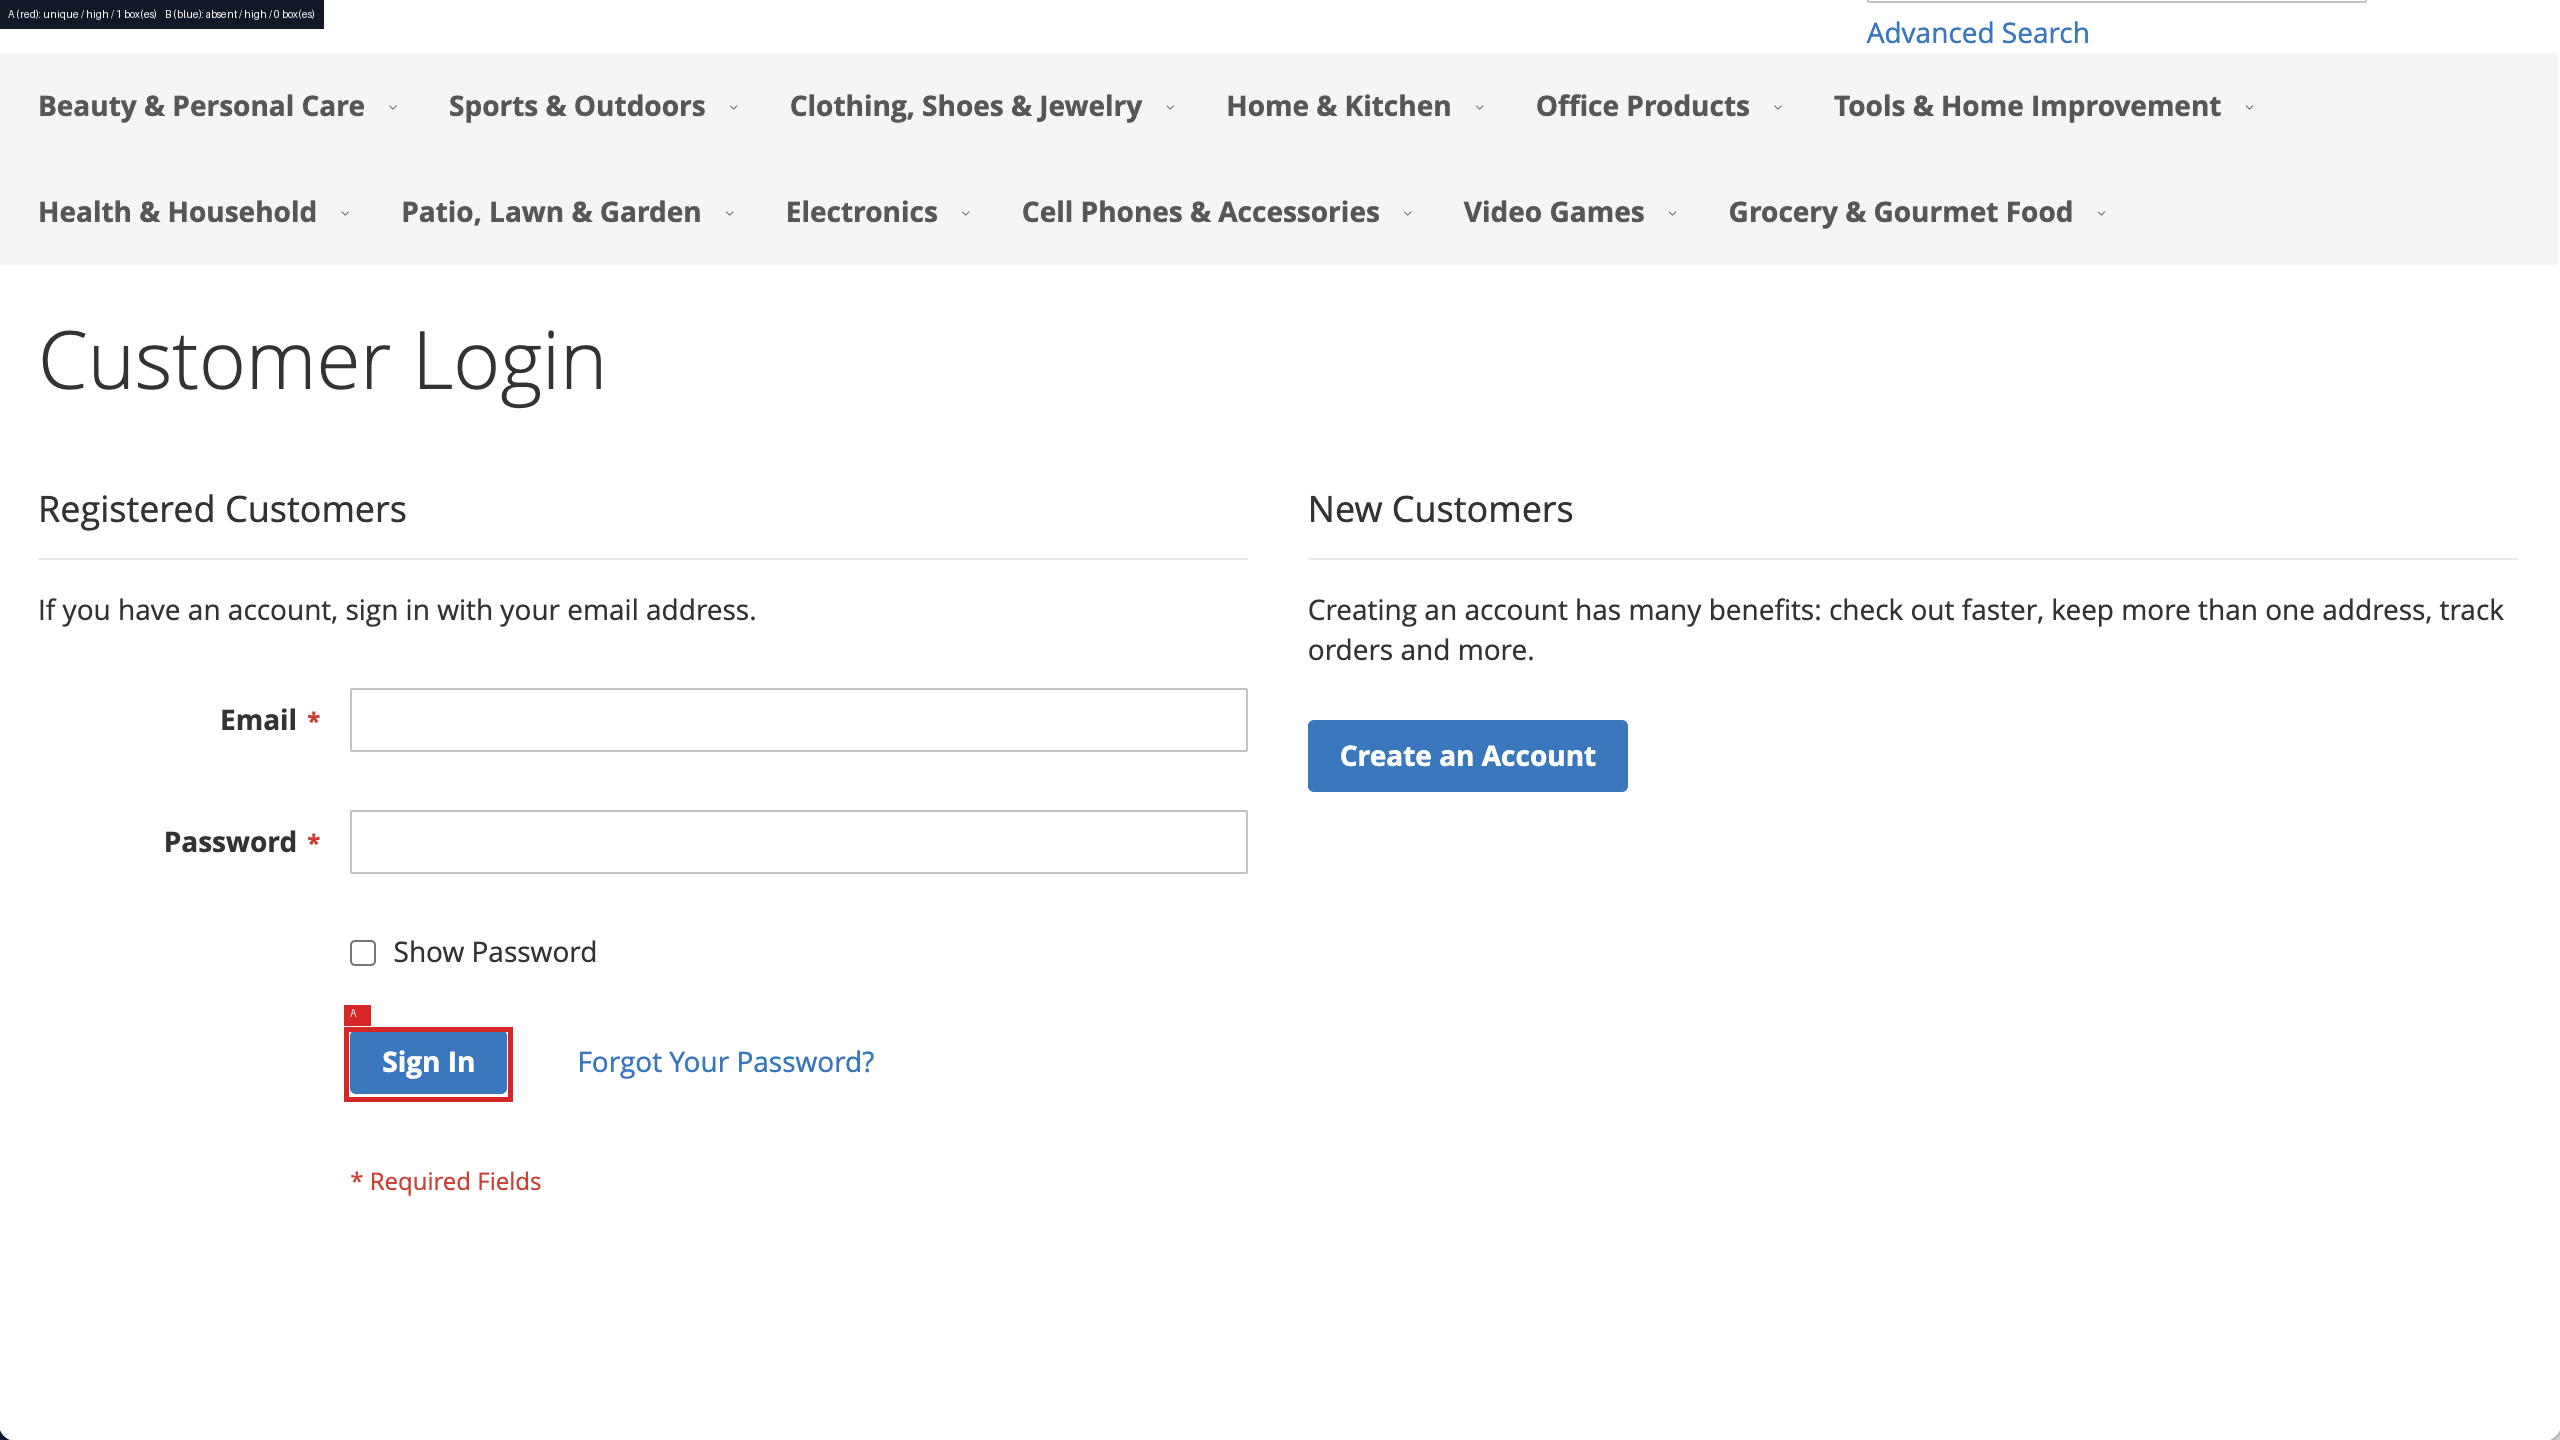 A (red): unique / high / 1 box(es) B (blue): absent / high / 0 box(es)
Advanced Search
Beauty & Personal Care Sports & Outdoors Clothing, Shoes & Jewelry Home & Kitchen Office Products Tools & Home Improvement
Health & Household Patio, Lawn & Garden Electronics Cell Phones & Accessories Video Games Grocery & Gourmet Food
Customer Login
Registered Customers
If you have an account, sign in with your email address.
Email *
Password *
Show Password
A
Sign In Forgot Your Password?
* Required Fields
New Customers
Creating an account has many benefits: check out faster, keep more than one address, track
orders and more.
Create an Account